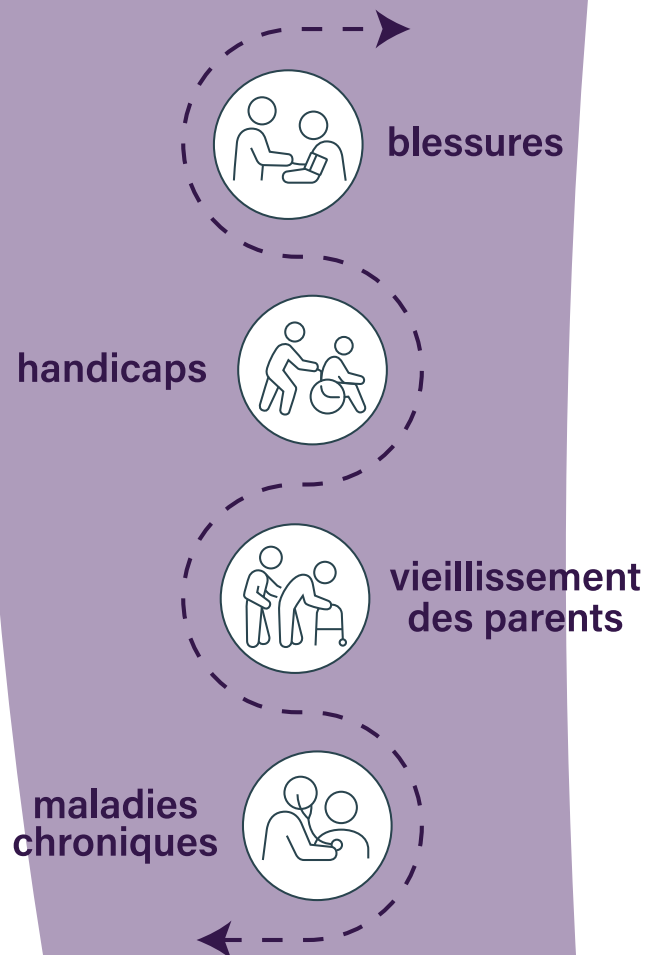 blessures
handicaps
vieillissement
des parents
maladies
chroniques